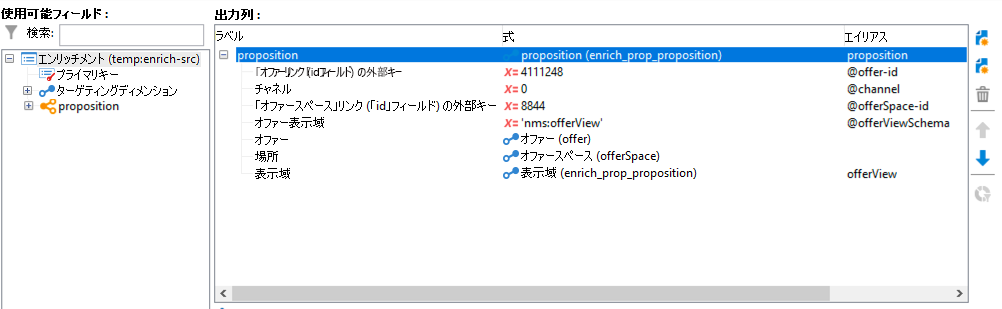 使用可能フィールド :
検索:
エンリッチメント (temp:enrich-src)
プライマリキー
ターゲティングディメンション
proposition
出力列 :
ラベル 式 エイリアス
proposition proposition (enrich_prop_proposition) proposition
「オファーリンク「idフィールド) の外部キー X= 4111248 @offer-id
チャネル X= 0 @channel
「オファースペース」リンク (「id」フィールド) の外部キー X= 8844 @offerSpace-id
オファー表示域 X= 'nms:offerView' @offerViewSchema
オファー オファー (offer)
場所 オファースペース (offerSpace)
表示域 表示域 (enrich_prop_proposition) offerView